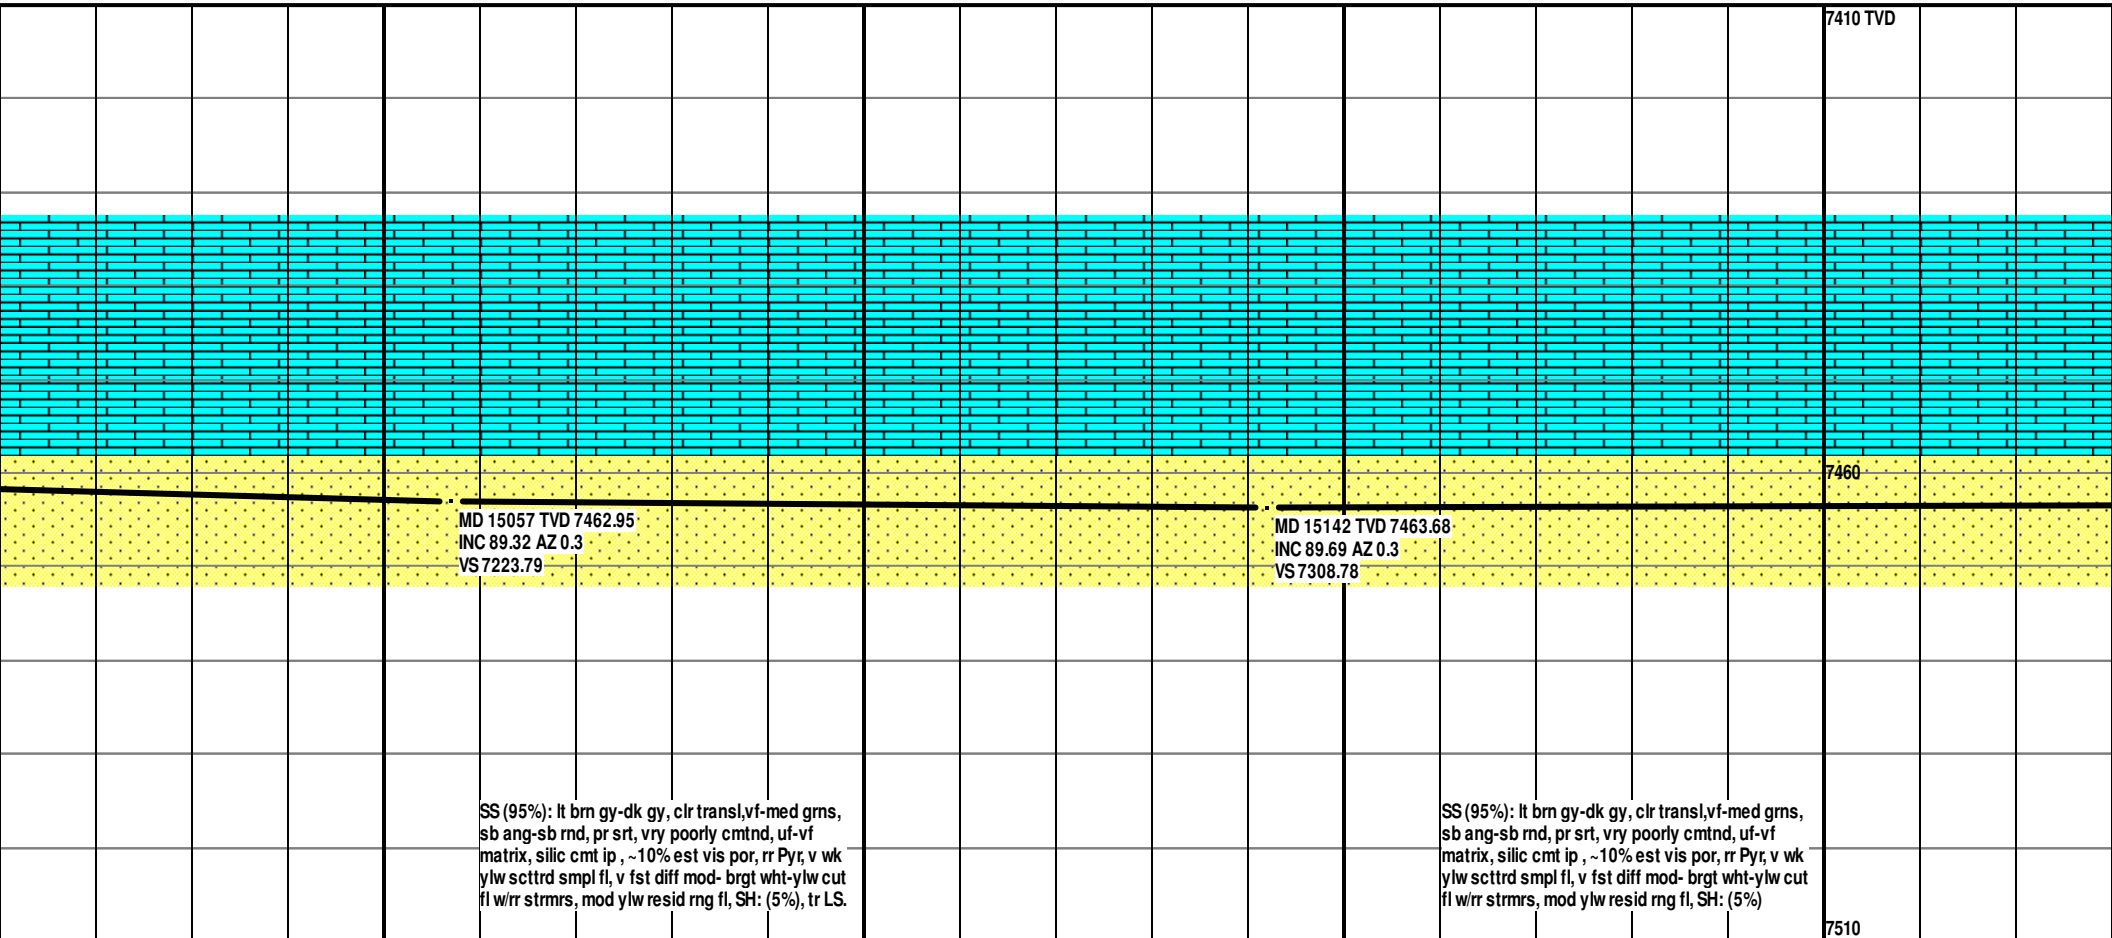 7410 TVD
7460
MD 15057 TVD 7462.95
INC 89.32 AZ 0.3
VS 7223.79
MD 15142 TVD 7463.68
INC 89.69 AZ 0.3
VS 7308.78
SS (95%): lt brn gy-dk gy, clr transl,vf-med grns,
sb ang-sb rnd, pr srt, vry poorly cmtnd, uf-vf
matrix, silic cmt ip , ~10% est vis por, rr Pyr, v wk
ylw scttrd smpl fl, v fst diff mod- brgt wht-ylw cut
fl w/rr strmrs, mod ylw resid rng fl, SH: (5%), tr LS.
SS (95%): lt brn gy-dk gy, clr transl,vf-med grns,
sb ang-sb rnd, pr srt, vry poorly cmtnd, uf-vf
matrix, silic cmt ip , ~10% est vis por, rr Pyr, v wk
ylw scttrd smpl fl, v fst diff mod- brgt wht-ylw cut
fl w/rr strmrs, mod ylw resid rng fl, SH: (5%)
7510